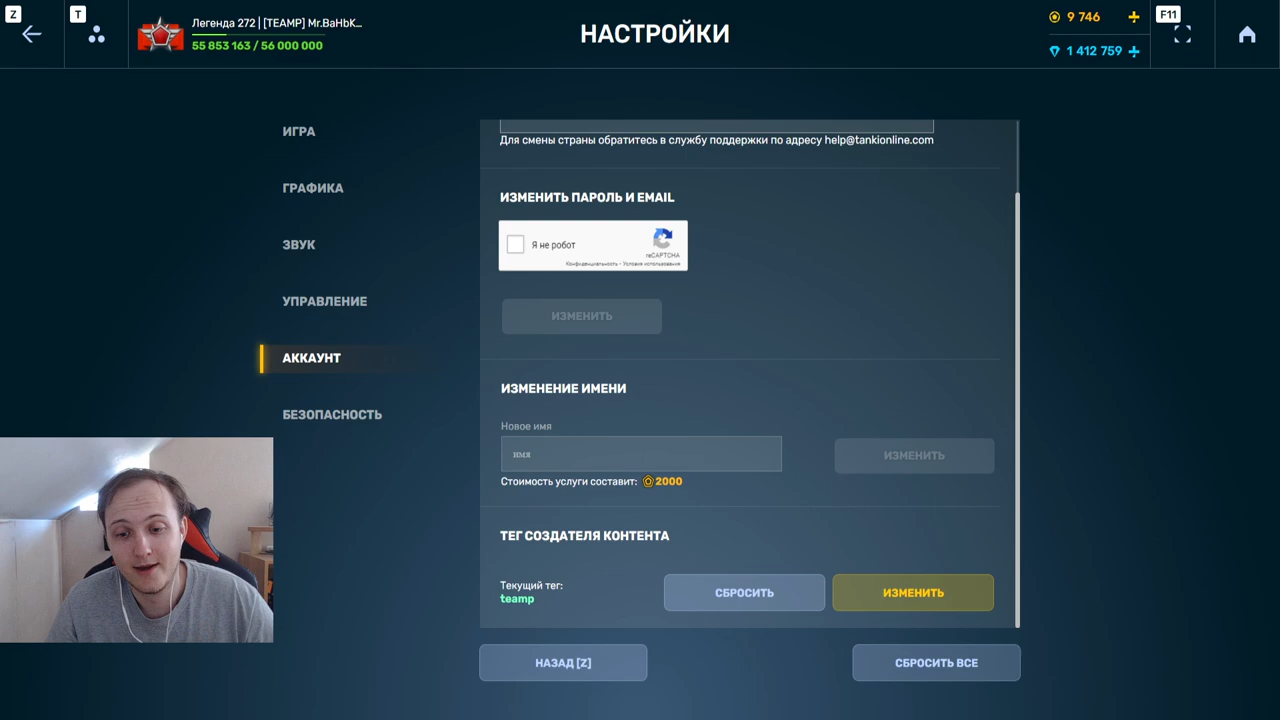 Z
T
Легенда 272 | [TEAMP] Mr.BaHbK...
55 853 163 / 56 000 000
НАСТРОЙКИ
9 746
1 412 759
F11
ИГРА
ГРАФИКА
ЗВУК
УПРАВЛЕНИЕ
АККАУНТ
БЕЗОПАСНОСТЬ
Для смены страны обратитесь в службу поддержки по адресу help@tankionline.com
ИЗМЕНИТЬ ПАРОЛЬ И EMAIL
Я не робот
reCAPTCHA
Конфиденциальность - Условия использования
ИЗМЕНИТЬ
ИЗМЕНЕНИЕ ИМЕНИ
Новое имя
имя
ИЗМЕНИТЬ
Стоимость услуги составит: 2000
ТЕГ СОЗДАТЕЛЯ КОНТЕНТА
Текущий тег:
teamp
СБРОСИТЬ
ИЗМЕНИТЬ
НАЗАД [Z]
СБРОСИТЬ ВСЕ